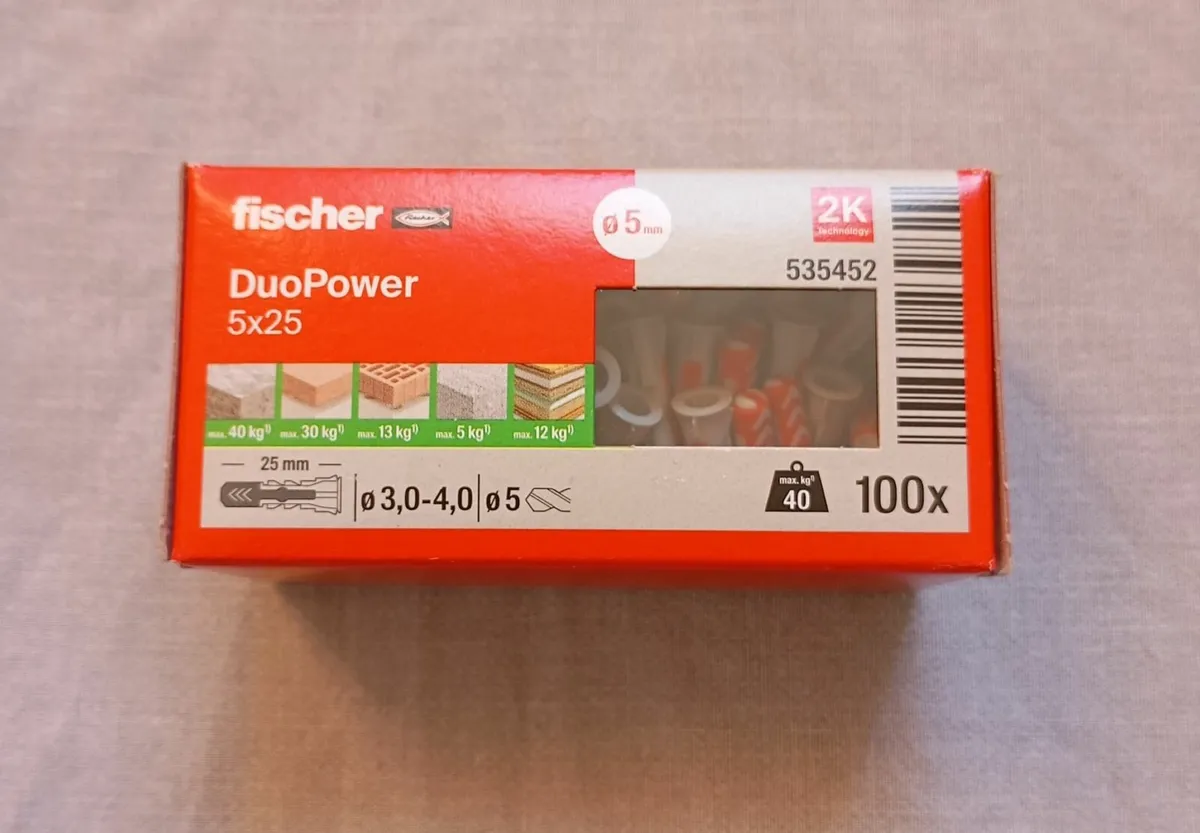 fischer fischer
ø 5 mm
2K
Technology
535452
DuoPower
5x25
max. 40 kg¹⁾ max. 30 kg¹⁾ max. 13 kg¹⁾ max. 5 kg¹⁾ max. 12 kg¹⁾
25 mm
ø 3,0-4,0 ø 5
max. kg¹⁾
40
100x